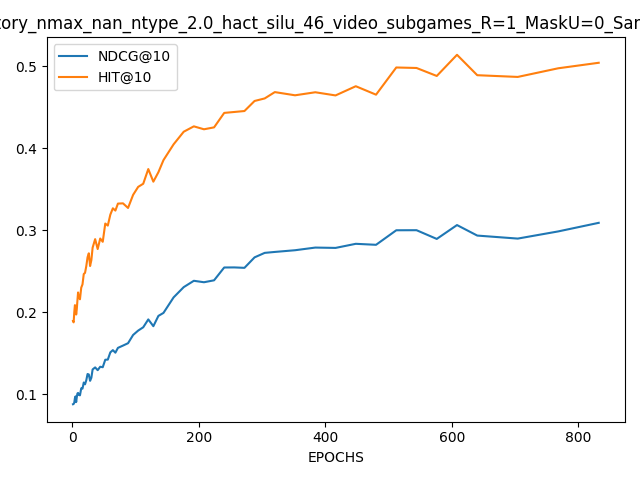 tory_nmax_nan_ntype_2.0_hact_silu_46_video_subgames_R=1_MaskU=0_Sar
NDCG@10
HIT@10
0.5
0.4
0.3
0.2
0.1
0 200 400 600 800
EPOCHS